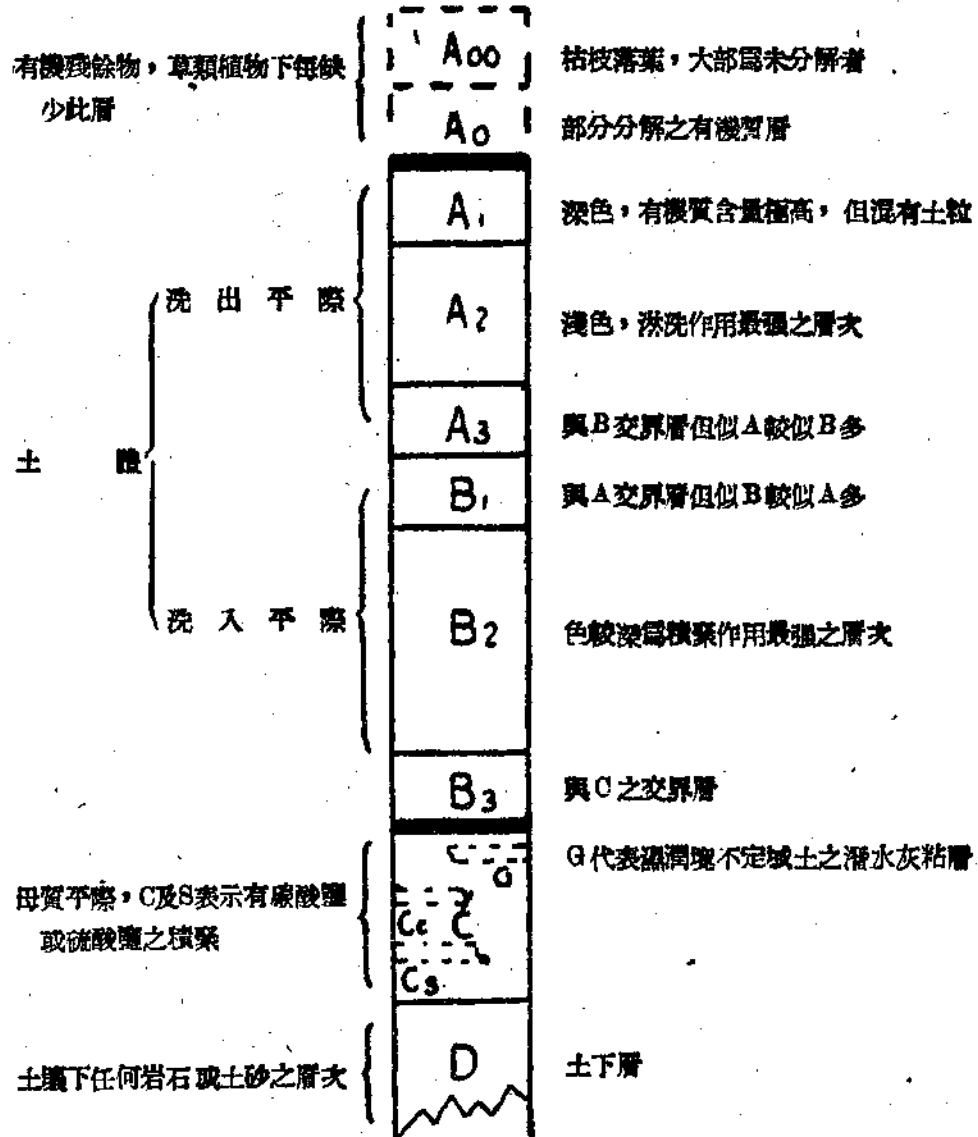 有機殘餘物，草類植物下每缺
少此層
A00
枯枝落葉，大部爲未分解者
A0
部分分解之有機質層
A1
深色，有機質含量極高，但混有土粒
洗出平際
A2
淺色，淋洗作用最強之層次
A3
與B交界層但似A較似B多
土體
B1
與A交界層但似B較似A多
洗入平際
B2
色較深爲積聚作用最強之層次
B3
與C之交界層
G
G代表濕潤境不定域土之潛水灰粘層
母質平際，C及S表示有碳酸鹽
或硫酸鹽之積聚
Cc
C
Cs
土壤下任何岩石或土砂之層次
D
土下層